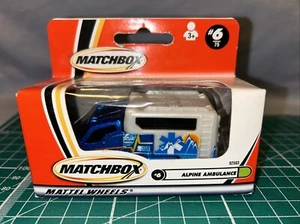 MATCHBOX
3+
#6
75
MATCHBOX
#6
ALPINE AMBULANCE
MATTEL WHEELS